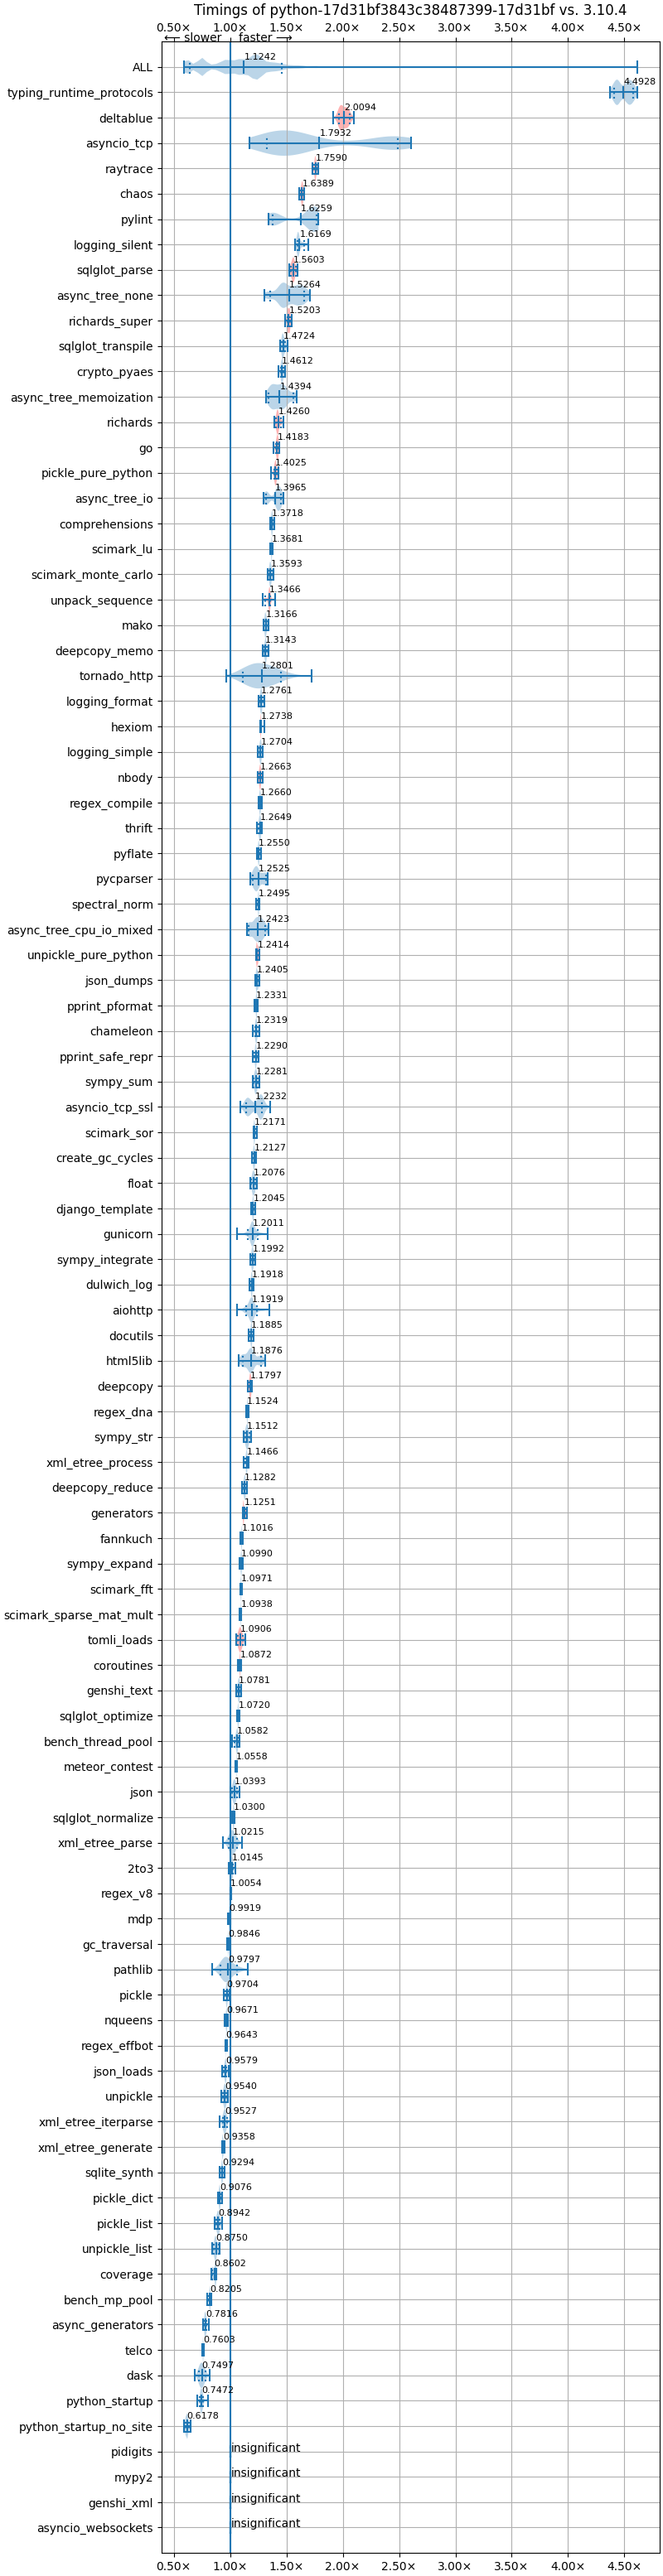 Timings of python-17d31bf3843c38487399-17d31bf vs. 3.10.4
0.50× 1.00× 1.50× 2.00× 2.50× 3.00× 3.50× 4.00× 4.50×
⟵ slower faster ⟶
ALL 1.1242
typing_runtime_protocols 4.4928
deltablue 2.0094
asyncio_tcp 1.7932
raytrace 1.7590
chaos 1.6389
pylint 1.6259
logging_silent 1.6169
sqlglot_parse 1.5603
async_tree_none 1.5264
richards_super 1.5203
sqlglot_transpile 1.4724
crypto_pyaes 1.4612
async_tree_memoization 1.4394
richards 1.4260
go 1.4183
pickle_pure_python 1.4025
async_tree_io 1.3965
comprehensions 1.3718
scimark_lu 1.3681
scimark_monte_carlo 1.3593
unpack_sequence 1.3466
mako 1.3166
deepcopy_memo 1.3143
tornado_http 1.2801
logging_format 1.2761
hexiom 1.2738
logging_simple 1.2704
nbody 1.2663
regex_compile 1.2660
thrift 1.2649
pyflate 1.2550
pycparser 1.2525
spectral_norm 1.2495
async_tree_cpu_io_mixed 1.2423
unpickle_pure_python 1.2414
json_dumps 1.2405
pprint_pformat 1.2331
chameleon 1.2319
pprint_safe_repr 1.2290
sympy_sum 1.2281
asyncio_tcp_ssl 1.2232
scimark_sor 1.2171
create_gc_cycles 1.2127
float 1.2076
django_template 1.2045
gunicorn 1.2011
sympy_integrate 1.1992
dulwich_log 1.1918
aiohttp 1.1919
docutils 1.1885
html5lib 1.1876
deepcopy 1.1797
regex_dna 1.1524
sympy_str 1.1512
xml_etree_process 1.1466
deepcopy_reduce 1.1282
generators 1.1251
fannkuch 1.1016
sympy_expand 1.0990
scimark_fft 1.0971
scimark_sparse_mat_mult 1.0938
tomli_loads 1.0906
coroutines 1.0872
genshi_text 1.0781
sqlglot_optimize 1.0720
bench_thread_pool 1.0582
meteor_contest 1.0558
json 1.0393
sqlglot_normalize 1.0300
xml_etree_parse 1.0215
2to3 1.0145
regex_v8 1.0054
mdp 0.9919
gc_traversal 0.9846
pathlib 0.9797
pickle 0.9704
nqueens 0.9671
regex_effbot 0.9643
json_loads 0.9579
unpickle 0.9540
xml_etree_iterparse 0.9527
xml_etree_generate 0.9358
sqlite_synth 0.9294
pickle_dict 0.9076
pickle_list 0.8942
unpickle_list 0.8750
coverage 0.8602
bench_mp_pool 0.8205
async_generators 0.7816
telco 0.7603
dask 0.7497
python_startup 0.7472
python_startup_no_site 0.6178
pidigits insignificant
mypy2 insignificant
genshi_xml insignificant
asyncio_websockets insignificant
0.50× 1.00× 1.50× 2.00× 2.50× 3.00× 3.50× 4.00× 4.50×